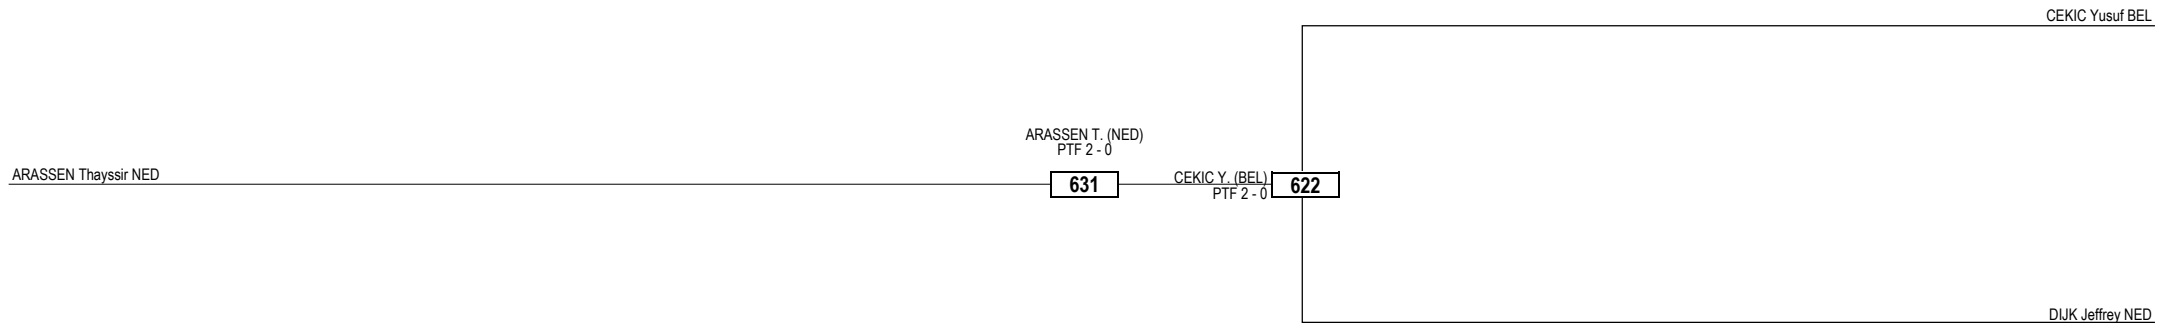 CEKIC Yusuf BEL
ARASSEN T. (NED)
PTF 2 - 0
ARASSEN Thayssir NED
631
CEKIC Y. (BEL)
PTF 2 - 0
622
DIJK Jeffrey NED